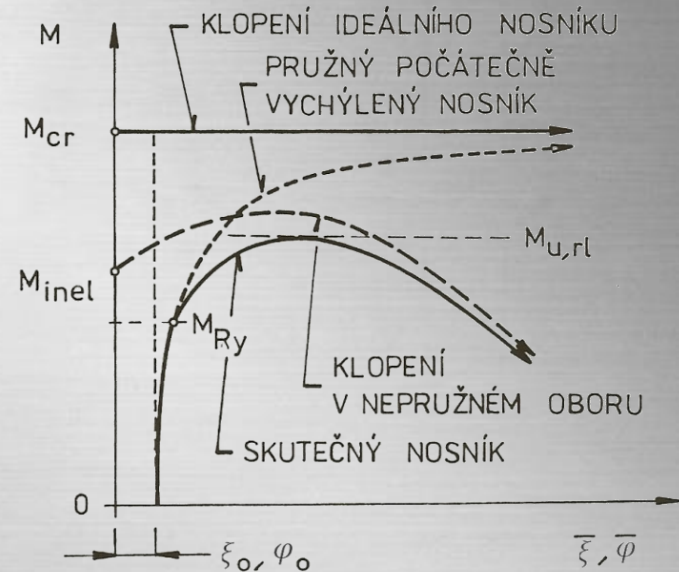 M
KLOPENÍ IDEÁLNÍHO NOSNÍKU
PRUŽNÝ POČÁTEČNĚ
VYCHÝLENÝ NOSNÍK
Mcr
Mu,rl
Minel
MRy
KLOPENÍ
V NEPRUŽNÉM OBORU
SKUTEČNÝ NOSNÍK
0
ξo, φo
ξ̅, φ̅